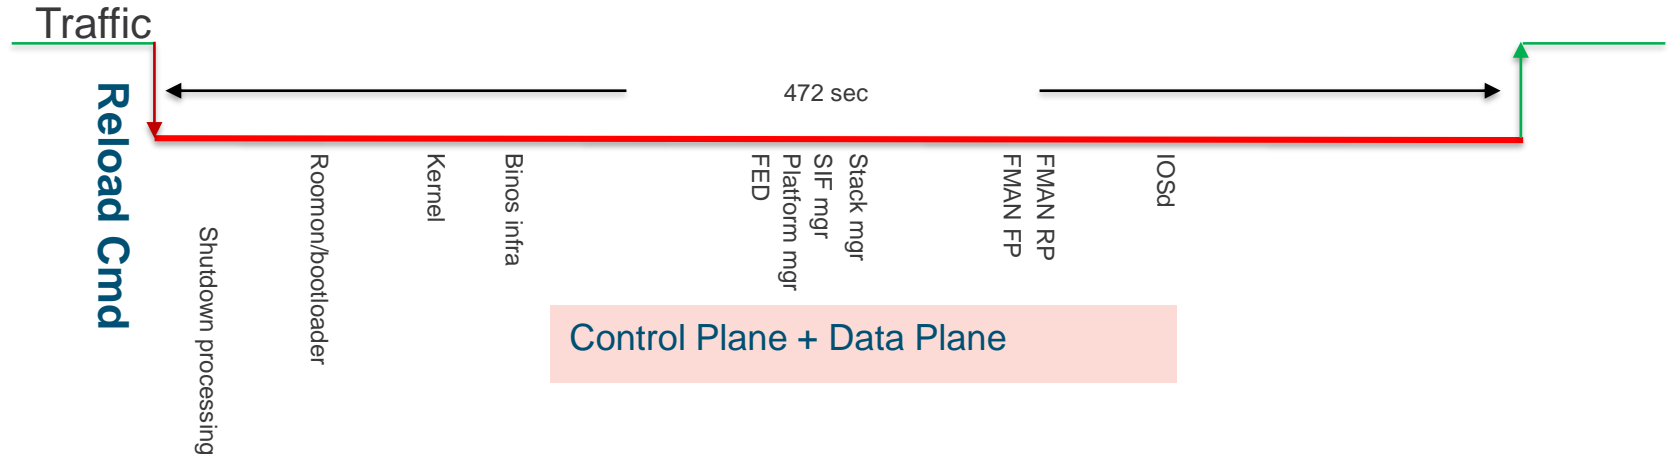 Traffic
Reload Cmd
472 sec
Shutdown processing
Roomon/bootloader
Kernel
Binos infra
FED
Platform mgr
SIF mgr
Stack mgr
FMAN FP
FMAN RP
IOSd
Control Plane + Data Plane